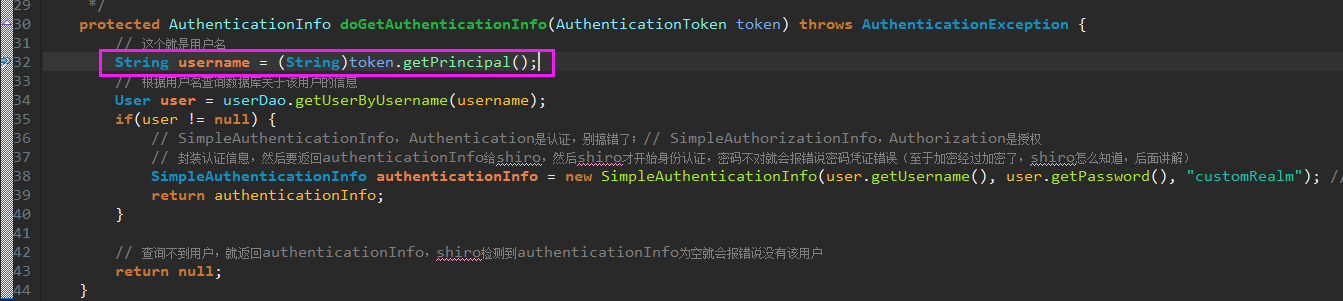 29     */
30    protected AuthenticationInfo doGetAuthenticationInfo(AuthenticationToken token) throws AuthenticationException {
31        // 这个就是用户名
32        String username = (String)token.getPrincipal();
33        // 根据用户名查询数据库关于该用户的信息
34        User user = userDao.getUserByUsername(username);
35        if(user != null) {
36            // SimpleAuthenticationInfo, Authentication是认证，别搞错了；// SimpleAuthorizationInfo, Authorization是授权
37            // 封装认证信息，然后要返回authenticationInfo给shiro，然后shiro才开始身份认证，密码不对就会报错说密码凭证错误（至于加密经过加密了，shiro怎么知道，后面讲解）
38            SimpleAuthenticationInfo authenticationInfo = new SimpleAuthenticationInfo(user.getUsername(), user.getPassword(), "customRealm"); //
39            return authenticationInfo;
40        }
41
42        // 查询不到用户，就返回authenticationInfo，shiro检测到authenticationInfo为空就会报错说没有该用户
43        return null;
44    }